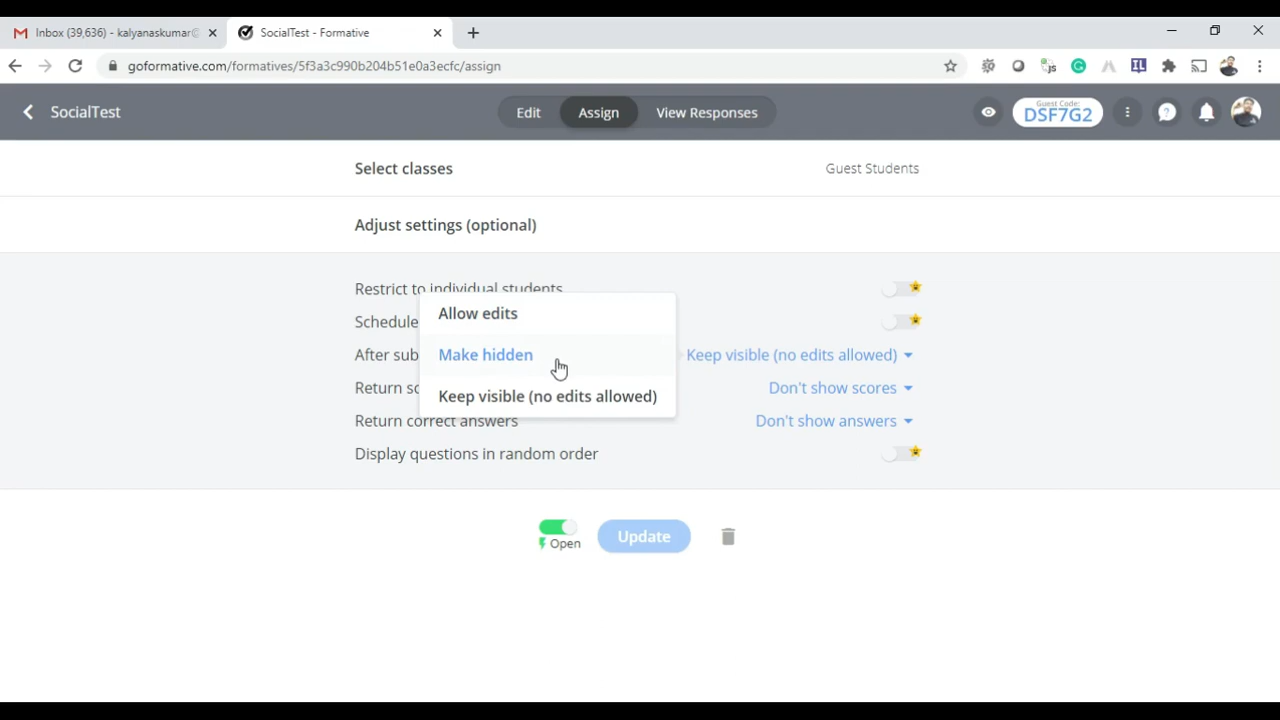 Inbox (39,636) - kalyanaskumar@
SocialTest - Formative
goformative.com/formatives/5f3a3c990b204b51e0a3ecfc/assign
SocialTest
Edit
Assign
View Responses
Guest Code:
DSF7G2
Select classes
Guest Students
Adjust settings (optional)
Restrict to individual students
Allow edits
Schedule
Make hidden
After sub
Keep visible (no edits allowed)
Return sc
Don't show scores
Keep visible (no edits allowed)
Return correct answers
Don't show answers
Display questions in random order
Open
Update